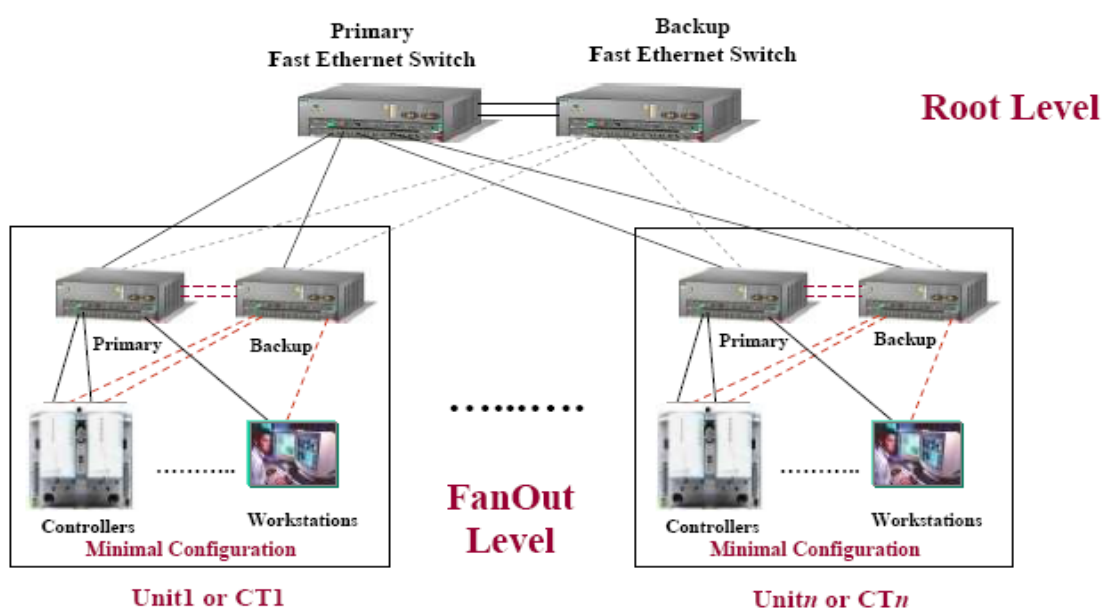 Primary
Fast Ethernet Switch
Backup
Fast Ethernet Switch
Root Level
Primary
Backup
Controllers
Workstations
Minimal Configuration
Unit1 or CT1
FanOut
Level
Primary
Backup
Controllers
Workstations
Minimal Configuration
Unitn or CTn